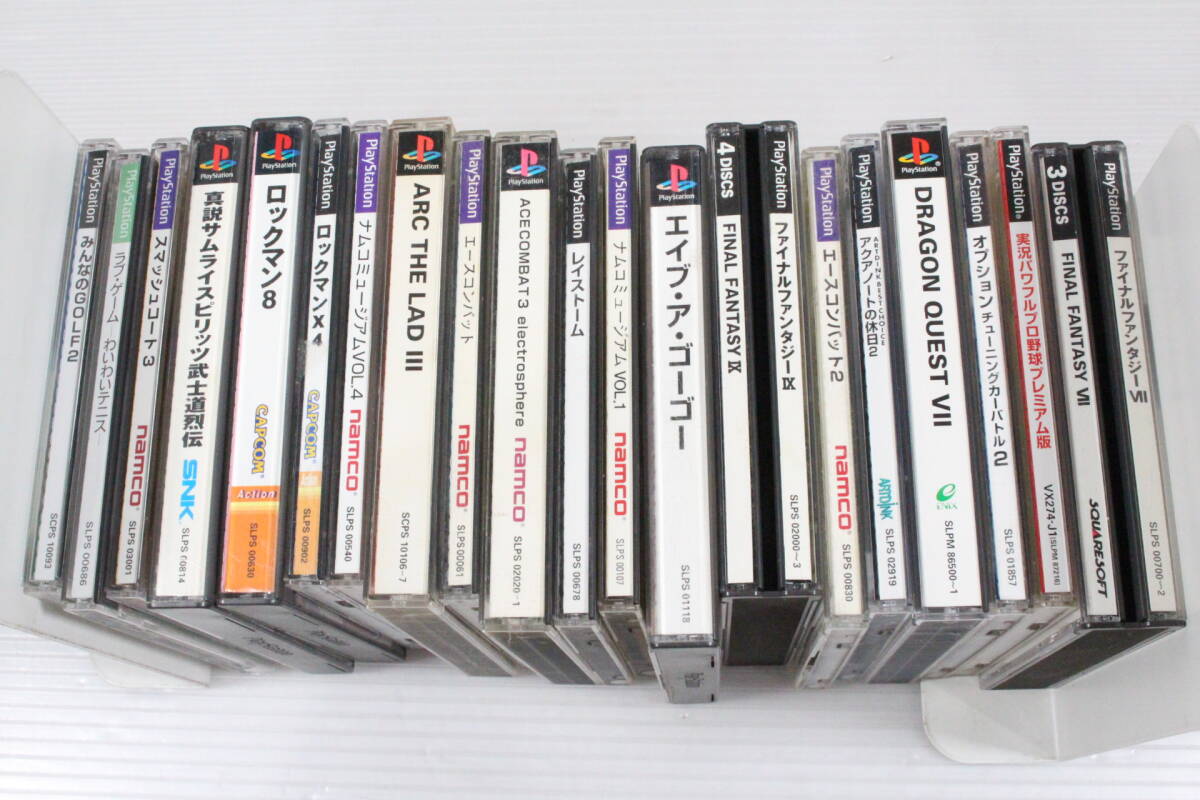 PlayStation
みんなのGOLF2
SCPS 10093
PlayStation
ラブ・ゲーム —わいわいテニス—
SLPS 00686
PlayStation
スマッシュコート3
namco
SLPS 03001
PlayStation
真説サムライスピリッツ武士道烈伝
SNK
PlayStation
ロックマン8
CAPCOM
Action
SLPS 00630
PlayStation
ロックマンX4
CAPCOM
SLPS 00902
PlayStation
ナムコミュージアムVOL.4
namco
SLPS 00540
PlayStation
ARC THE LAD III
SCPS 10106~7
PlayStation
エースコンバット
namco
SLPS 00061
PlayStation
ACECOMBAT3 electrosphere
namco
SLPS 02020~1
PlayStation
レイストーム
SLPS 00678
PlayStation
ナムコミュージアムVOL.1
namco
SLPS 00107
PlayStation
エイブ・ア・ゴーゴー
SLPS 01118
4 DISCS
FINAL FANTASY IX
PlayStation
ファイナルファンタジーIX
SLPS 02000~3
PlayStation
エースコンバット2
namco
SLPS 00830
PlayStation
ARTDINK BEST CHOICE
アクアノートの休日2
ARTDINK
SLPS 02919
PlayStation
DRAGON QUEST VII
ENIX
SLPM 86500~1
PlayStation
オプションチューニングカーバトル2
SLPS 01857
PlayStation
実況パワフルプロ野球プレミアム版
VX274-J1(SLPM 87216)
3 DISCS
FINAL FANTASY VII
SQUARESOFT
PlayStation
ファイナルファンタジーVII
SLPS 00700~2